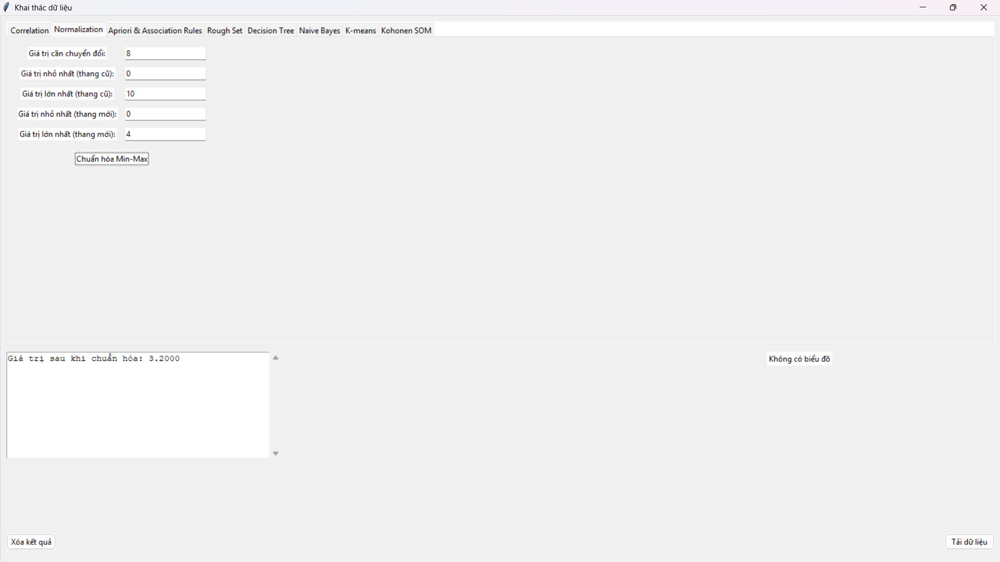 Khai thác dữ liệu
Correlation Normalization Apriori & Association Rules Rough Set Decision Tree Naive Bayes K-means Kohonen SOM
Giá trị cần chuyển đổi: 8
Giá trị nhỏ nhất (thang cũ): 0
Giá trị lớn nhất (thang cũ): 10
Giá trị nhỏ nhất (thang mới): 0
Giá trị lớn nhất (thang mới): 4
Chuẩn hóa Min-Max
Giá trị sau khi chuẩn hóa: 3.2000
Không có biểu đồ
Xóa kết quả
Tải dữ liệu